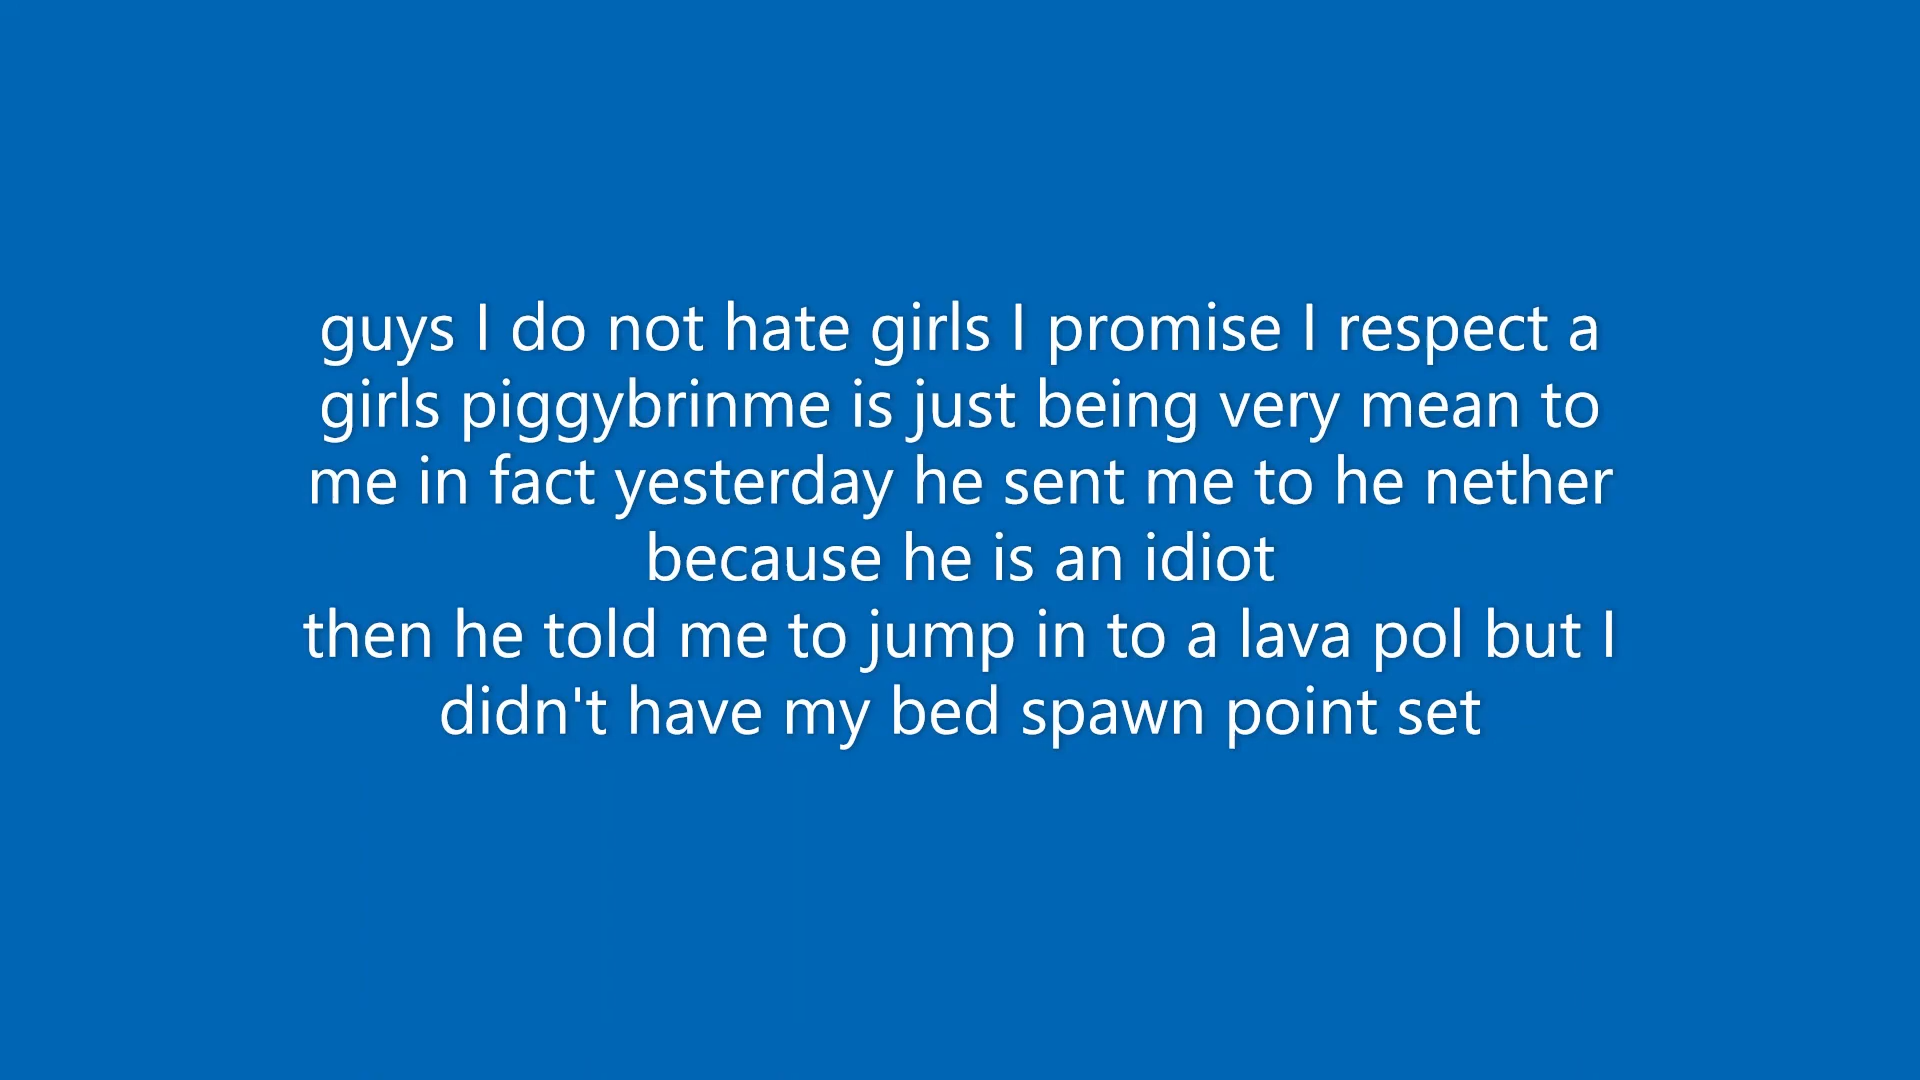 guys I do not hate girls I promise I respect a
girls piggybrinme is just being very mean to
me in fact yesterday he sent me to he nether
because he is an idiot
then he told me to jump in to a lava pol but I
didn't have my bed spawn point set